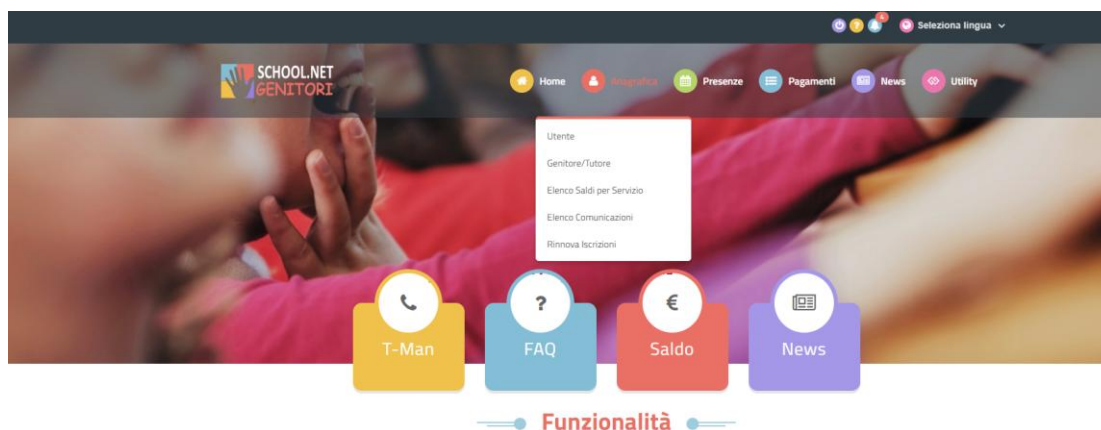 4
Seleziona lingua
SCHOOL.NET
GENITORI
Home Anagrafica Presenze Pagamenti News Utility
Utente
Genitore/Tutore
Elenco Saldi per Servizio
Elenco Comunicazioni
Rinnova Iscrizioni
? €
T-Man FAQ Saldo News
Funzionalità